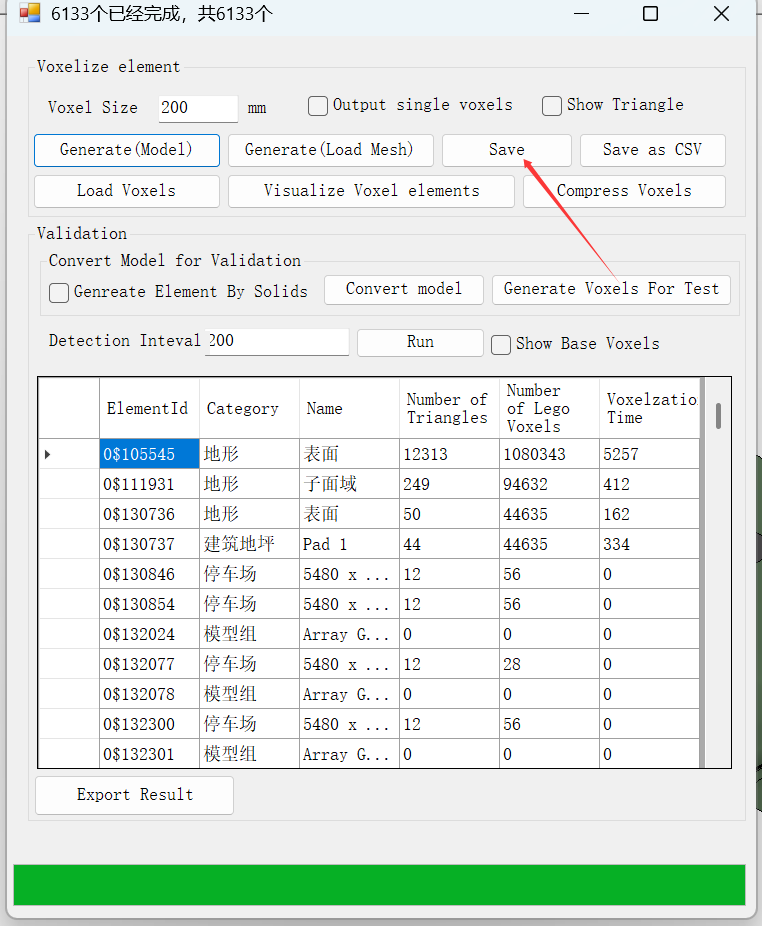 6133个已经完成，共6133个
Voxelize element
Voxel Size 200 mm Output single voxels Show Triangle
Generate(Model) Generate(Load Mesh) Save Save as CSV
Load Voxels Visualize Voxel elements Compress Voxels
Validation
Convert Model for Validation
Genreate Element By Solids Convert model Generate Voxels For Test
Detection Inteval 200 Run Show Base Voxels
ElementId Category Name Number of Triangles Number of Lego Voxels Voxelzatio Time
0$105545 地形 表面 12313 1080343 5257
0$111931 地形 子面域 249 94632 412
0$130736 地形 表面 50 44635 162
0$130737 建筑地坪 Pad 1 44 44635 334
0$130846 停车场 5480 x ... 12 56 0
0$130854 停车场 5480 x ... 12 56 0
0$132024 模型组 Array G... 0 0 0
0$132077 停车场 5480 x ... 12 28 0
0$132078 模型组 Array G... 0 0 0
0$132300 停车场 5480 x ... 12 56 0
0$132301 模型组 Array G... 0 0 0
Export Result